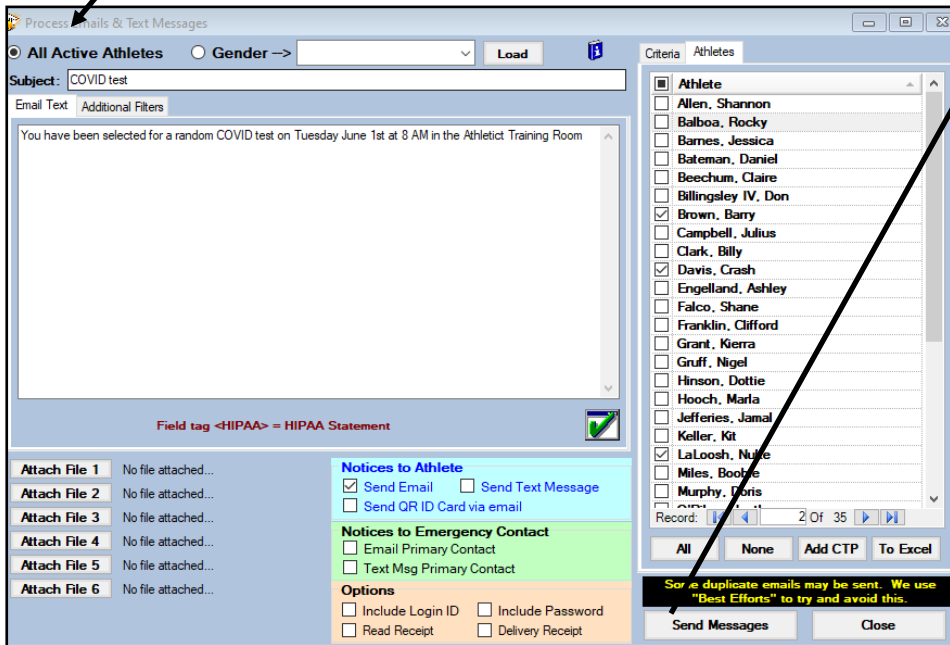 Process Emails & Text Messages
All Active Athletes Gender -->
Load
Subject: COVID test
Email Text Additional Filters
You have been selected for a random COVID test on Tuesday June 1st at 8 AM in the Athletict Training Room
Field tag <HIPAA> = HIPAA Statement
Attach File 1 No file attached...
Attach File 2 No file attached...
Attach File 3 No file attached...
Attach File 4 No file attached...
Attach File 5 No file attached...
Attach File 6 No file attached...
Notices to Athlete
Send Email Send Text Message
Send QR ID Card via email
Notices to Emergency Contact
Email Primary Contact
Text Msg Primary Contact
Options
Include Login ID Include Password
Read Receipt Delivery Receipt
Criteria Athletes
Athlete
Allen, Shannon
Balboa, Rocky
Barnes, Jessica
Bateman, Daniel
Beechum, Claire
Billingsley IV, Don
Brown, Barry
Campbell, Julius
Clark, Billy
Davis, Crash
Engelland, Ashley
Falco, Shane
Franklin, Clifford
Grant, Kierra
Gruff, Nigel
Hinson, Dottie
Hooch, Marla
Jefferies, Jamal
Keller, Kit
LaLoosh, Nuke
Miles, Boobie
Murphy, Doris
Record: 2 Of 35
All None Add CTP To Excel
Some duplicate emails may be sent. We use
"Best Efforts" to try and avoid this.
Send Messages Close